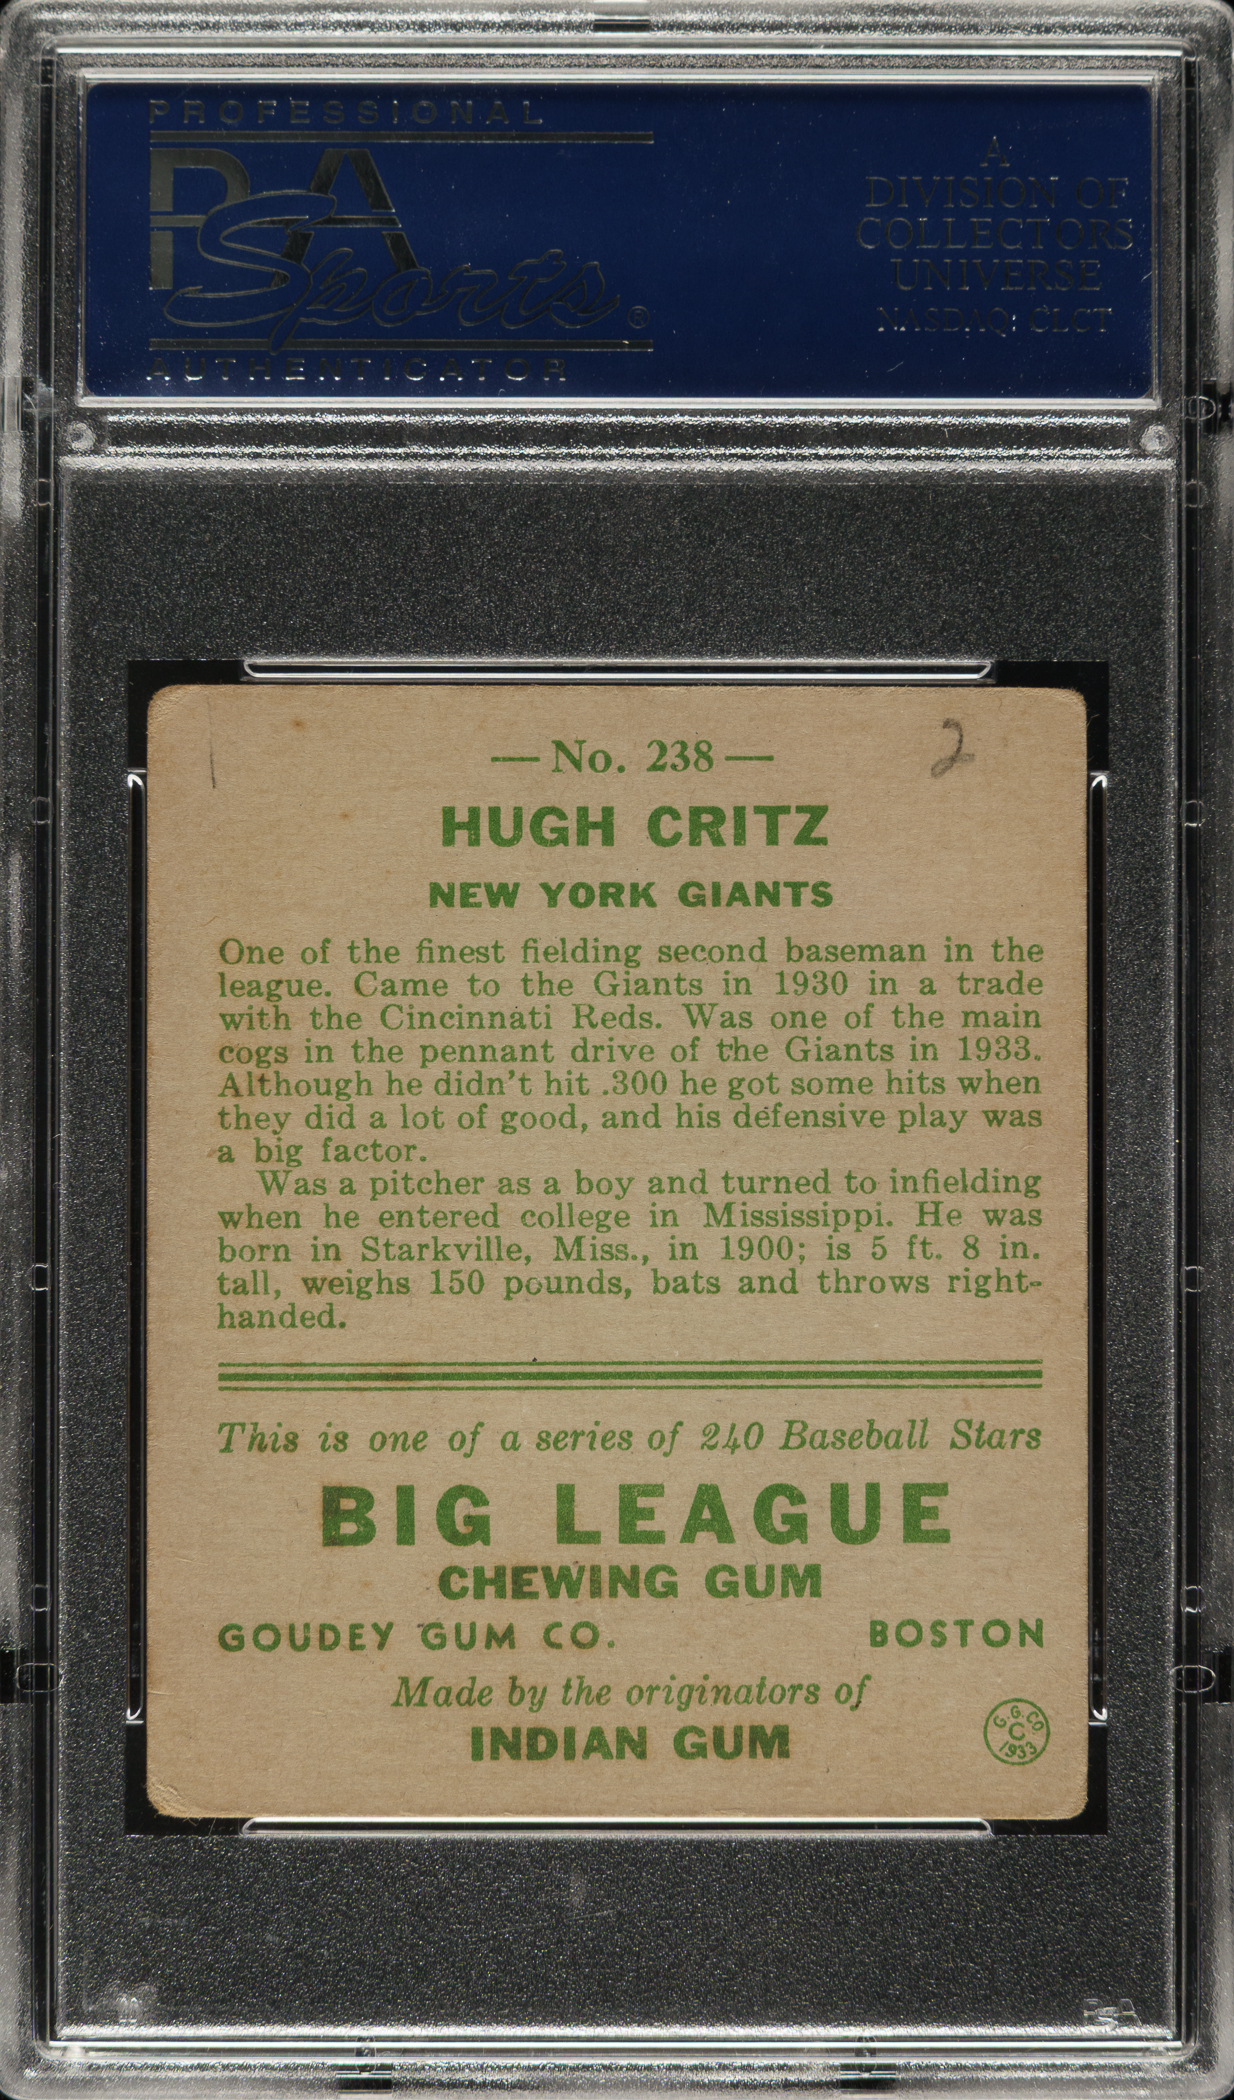 PROFESSIONAL
PSA
Sports®
AUTHENTICATOR
A
DIVISION OF
COLLECTORS
UNIVERSE
NASDAQ: CLCT
1
— No. 238 —
2
HUGH CRITZ
NEW YORK GIANTS
One of the finest fielding second baseman in the
league. Came to the Giants in 1930 in a trade
with the Cincinnati Reds. Was one of the main
cogs in the pennant drive of the Giants in 1933.
Although he didn't hit .300 he got some hits when
they did a lot of good, and his defensive play was
a big factor.
Was a pitcher as a boy and turned to infielding
when he entered college in Mississippi. He was
born in Starkville, Miss., in 1900; is 5 ft. 8 in.
tall, weighs 150 pounds, bats and throws right-
handed.
This is one of a series of 240 Baseball Stars
BIG LEAGUE
CHEWING GUM
GOUDEY GUM CO. BOSTON
Made by the originators of
INDIAN GUM
G.G.CO.
C
1933
PSA